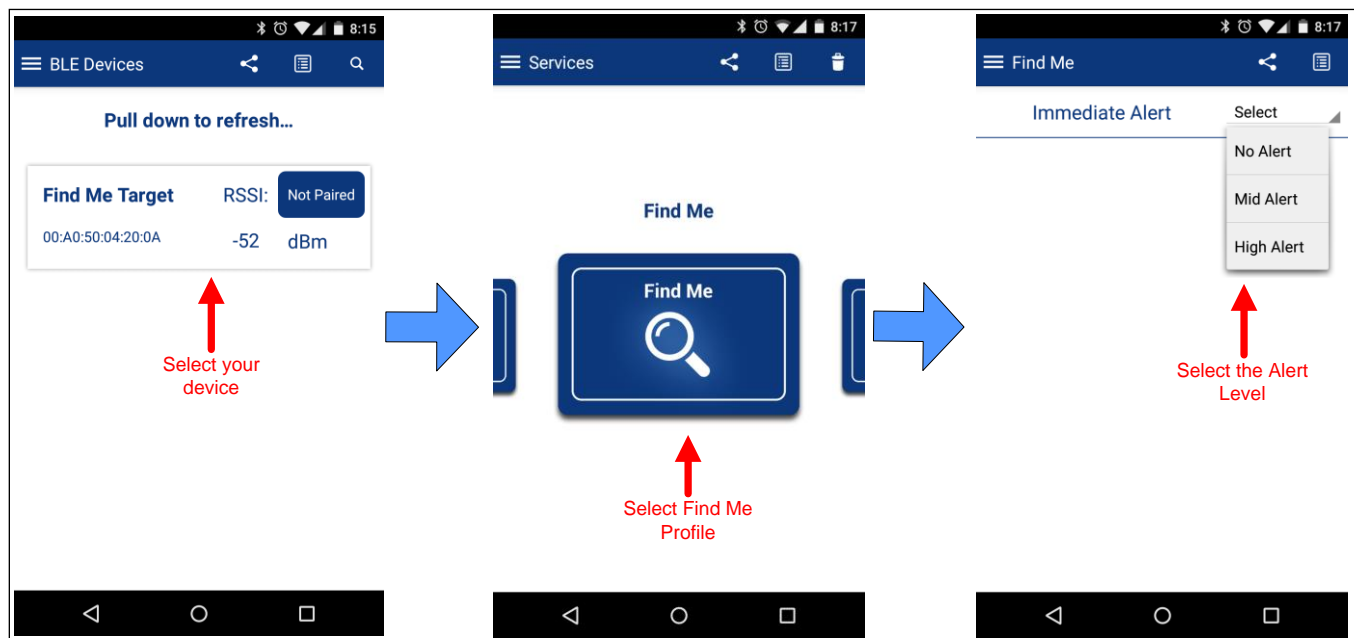 8:15
BLE Devices
Pull down to refresh...
Find Me Target RSSI: Not Paired
00:A0:50:04:20:0A -52 dBm
Select your
device
8:17
Services
Find Me
Find Me
Select Find Me
Profile
8:17
Find Me
Immediate Alert Select
No Alert
Mid Alert
High Alert
Select the Alert
Level